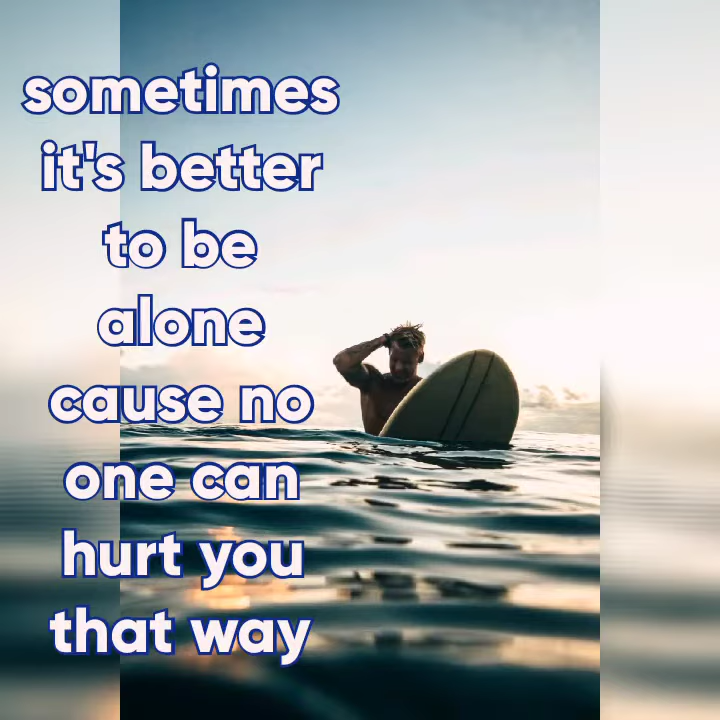 sometimes
it's better
to be
alone
cause no
one can
hurt you
that way